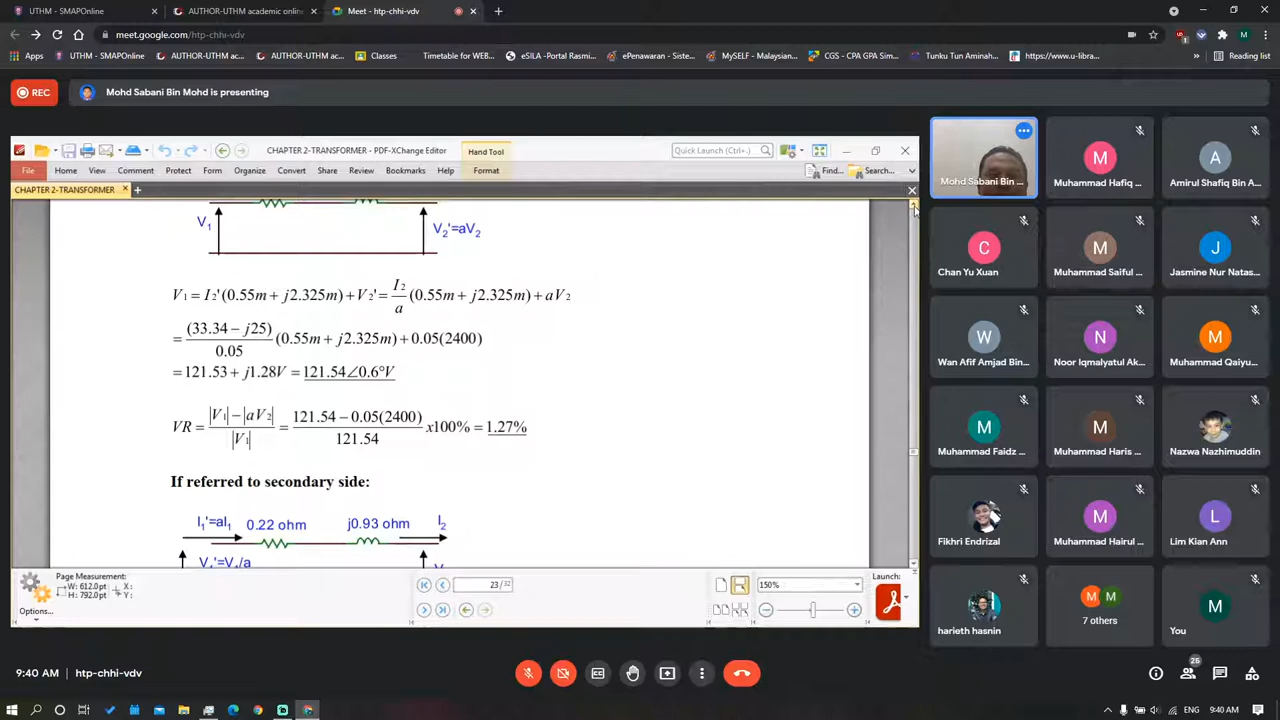 UTHM - SMAPOnline
AUTHOR-UTHM academic onlin
Meet - htp-chhi-vdv
meet.google.com/htp-chhi-vdv
Apps
UTHM - SMAPOnline
AUTHOR-UTHM ac...
AUTHOR-UTHM ac...
Classes
Timetable for WEB...
eSILA -Portal Rasmi...
ePenawaran - Siste...
MySELF - Malaysian...
CGS - CPA GPA Sim...
Tunku Tun Aminah...
https://www.u-libra...
Reading list
REC
Mohd Sabani Bin Mohd is presenting
CHAPTER 2-TRANSFORMER - PDF-XChange Editor
Hand Tool
Quick Launch (Ctrl+.)
File
Home
View
Comment
Protect
Form
Organize
Convert
Share
Review
Bookmarks
Help
Format
Find...
Search...
CHAPTER 2-TRANSFORMER
V1
V2'=aV2
V1 = I2'(0.55m + j2.325m) + V2' = I2/a (0.55m + j2.325m) + aV2
= (33.34 – j25)/0.05 (0.55m + j2.325m) + 0.05(2400)
= 121.53 + j1.28V = 121.54∠0.6°V
VR = |V1| – |aV2| / |V1| = 121.54 – 0.05(2400) / 121.54 x100% = 1.27%
If referred to secondary side:
I1'=aI1
0.22 ohm
j0.93 ohm
I2
Page Measurement:
W: 612.0 pt
H: 792.0 pt
X:
Y:
Options...
23 / 32
150%
Launch:
Mohd Sabani Bin ...
M
Muhammad Hafiq ...
A
Amirul Shafiq Bin A...
C
Chan Yu Xuan
M
Muhammad Saiful ...
J
Jasmine Nur Natas...
W
Wan Afif Amjad Bin...
N
Noor Iqmalyatul Ak...
M
Muhammad Qaiyu...
M
Muhammad Faidz ...
M
Muhammad Haris ...
Nazwa Nazhimuddin
Fikhri Endrizal
M
Muhammad Hairul ...
L
Lim Kian Ann
harieth hasnin
M M
7 others
M
You
9:40 AM
htp-chhi-vdv
25
ENG
9:40 AM